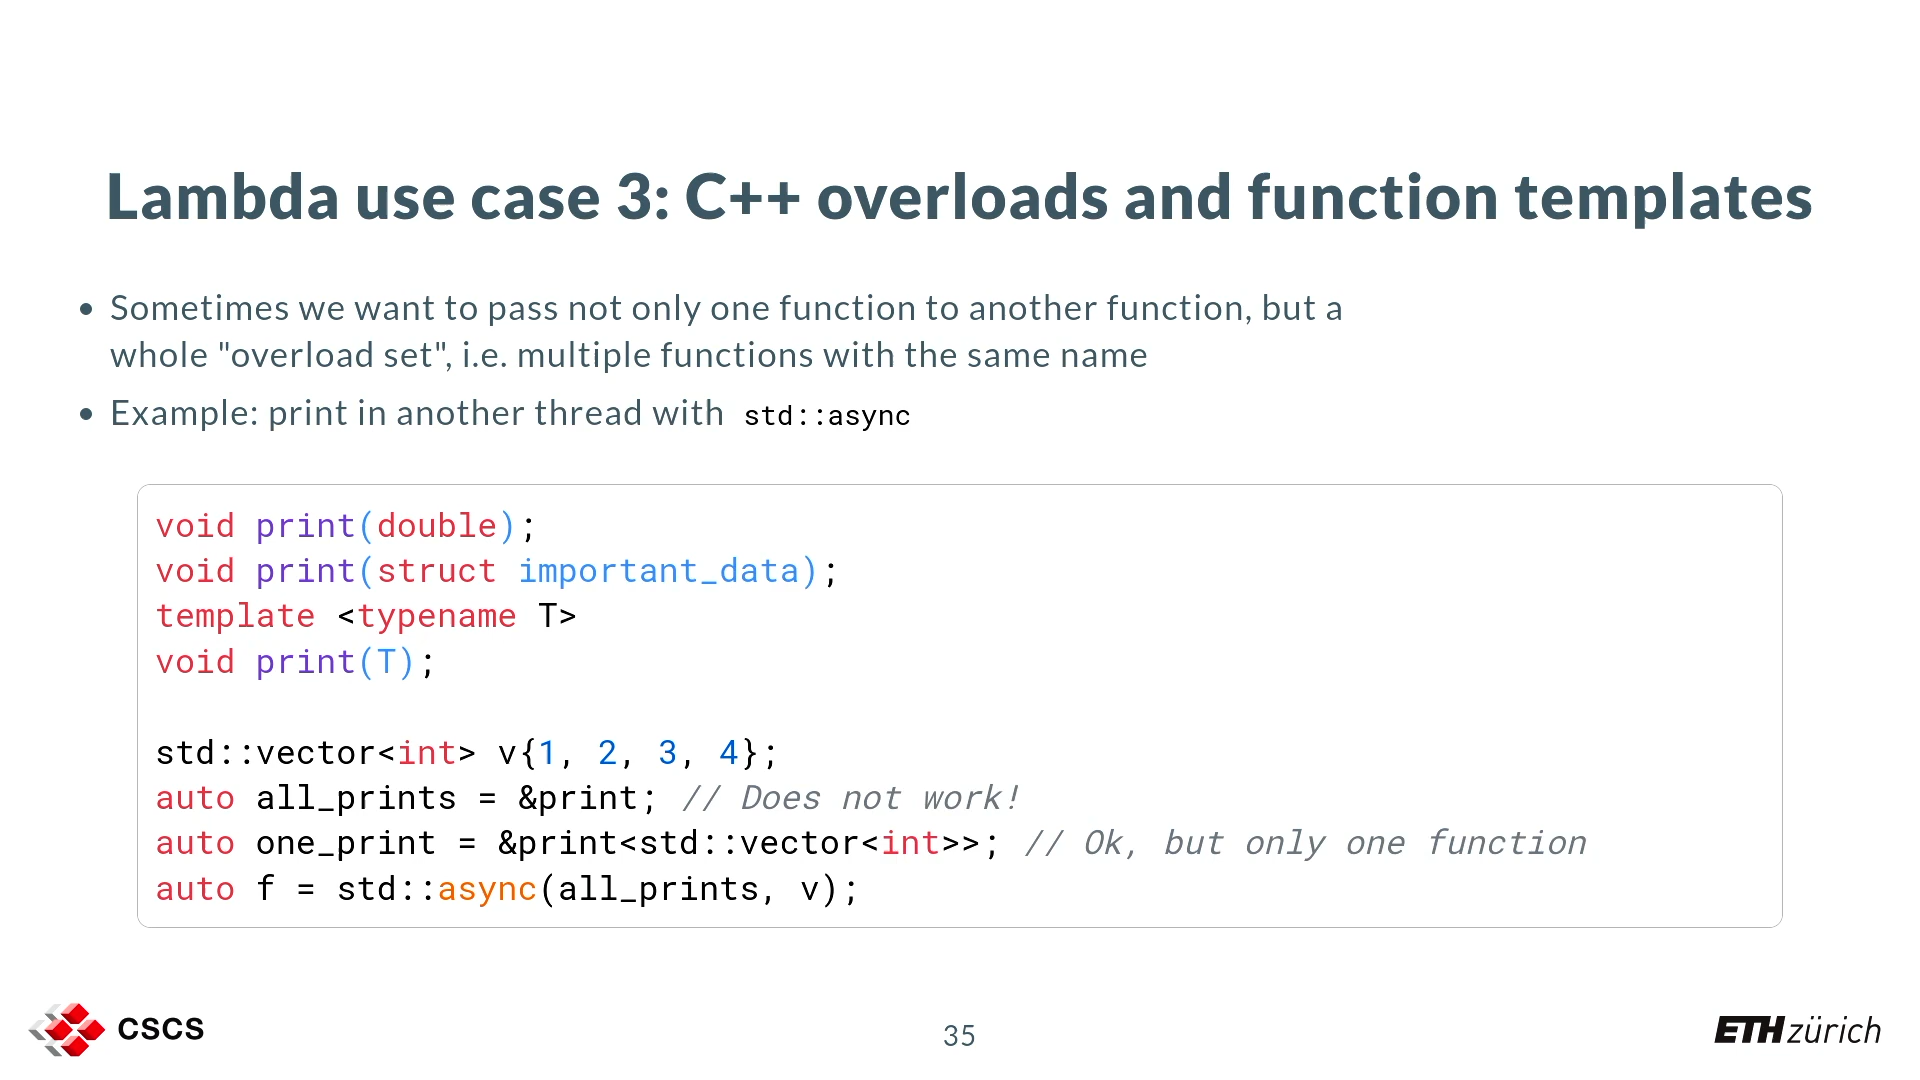 Lambda use case 3: C++ overloads and function templates
• Sometimes we want to pass not only one function to another function, but a
whole "overload set", i.e. multiple functions with the same name
• Example: print in another thread with std::async
void print(double);
void print(struct important_data);
template <typename T>
void print(T);

std::vector<int> v{1, 2, 3, 4};
auto all_prints = &print; // Does not work!
auto one_print = &print<std::vector<int>>; // Ok, but only one function
auto f = std::async(all_prints, v);
CSCS
35
ETH zürich